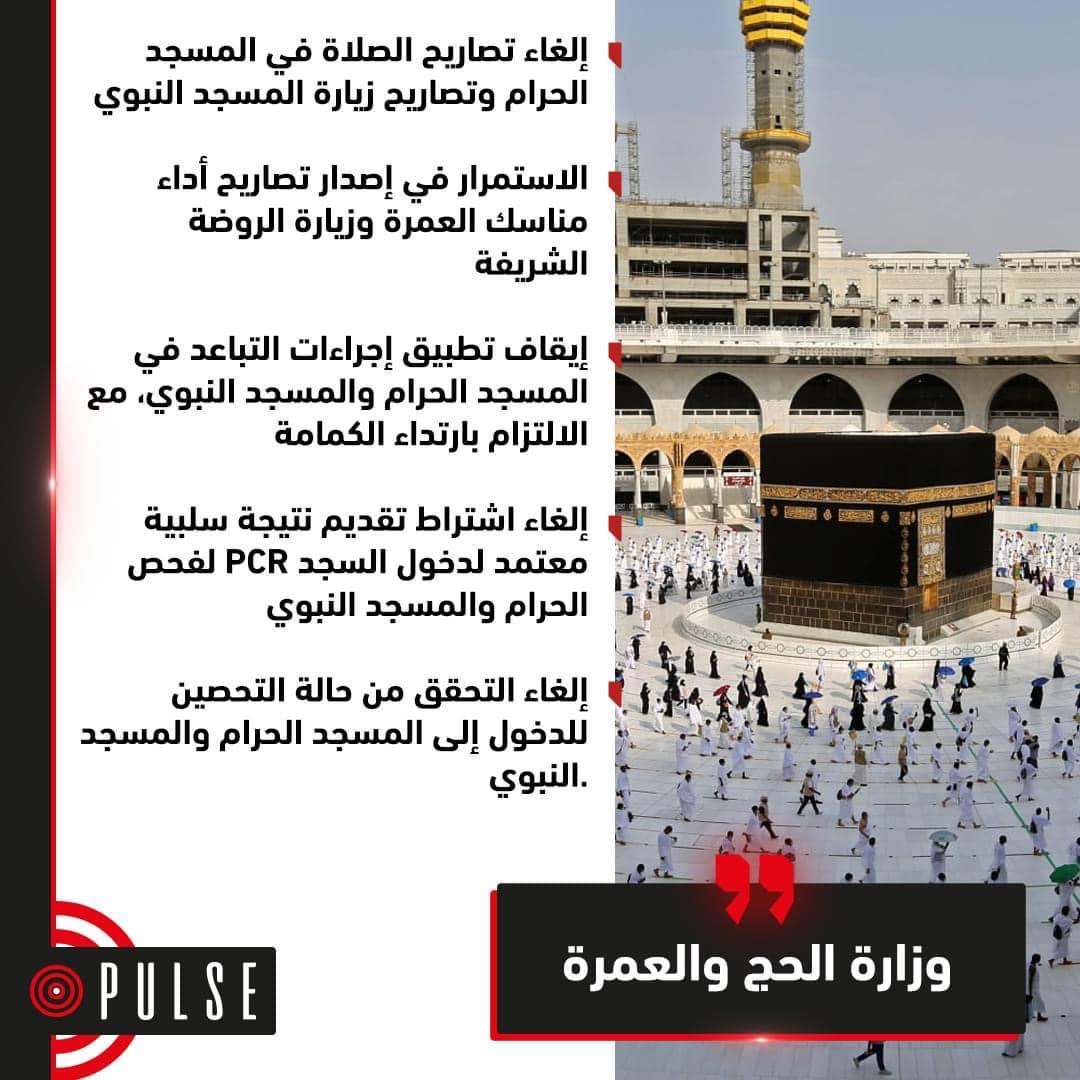 إلغاء تصاريح الصلاة في المسجد
الحرام وتصاريح زيارة المسجد النبوي
الاستمرار في إصدار تصاريح أداء
مناسك العمرة وزيارة الروضة
الشريفة
إيقاف تطبيق إجراءات التباعد في
المسجد الحرام والمسجد النبوي، مع
الالتزام بارتداء الكمامة
إلغاء اشتراط تقديم نتيجة سلبية
معتمد لدخول السجد PCR لفحص
الحرام والمسجد النبوي
إلغاء التحقق من حالة التحصين
للدخول إلى المسجد الحرام والمسجد
.النبوي
وزارة الحج والعمرة
PULSE